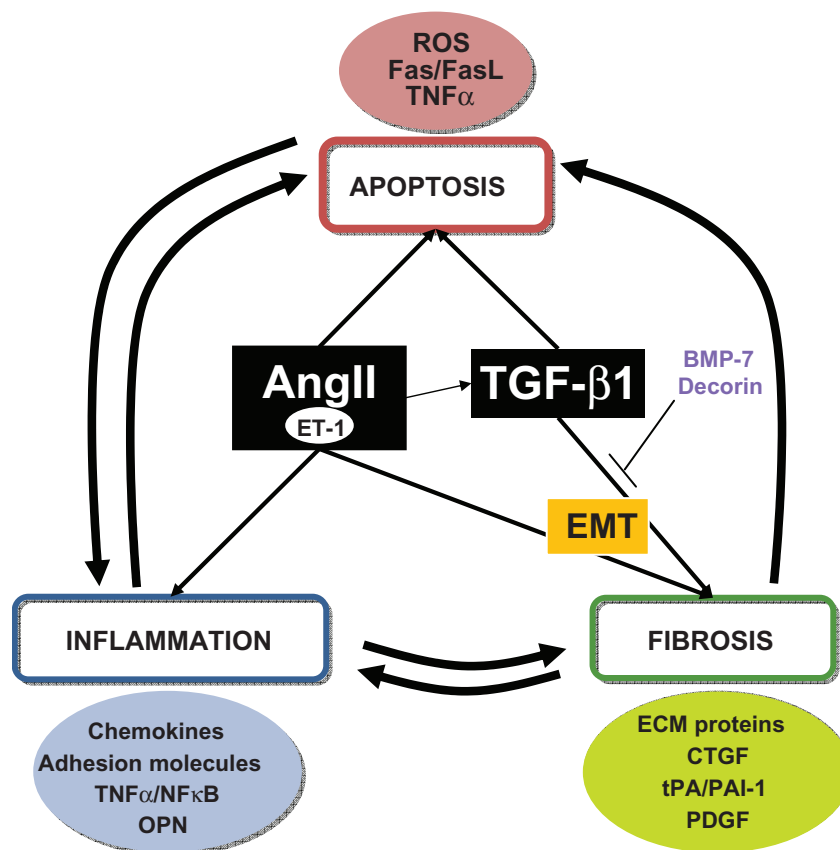 ROS
Fas/FasL
TNFα
APOPTOSIS
AngII
ET-1
TGF-β1
BMP-7
Decorin
EMT
INFLAMMATION
FIBROSIS
Chemokines
Adhesion molecules
TNFα/NFκB
OPN
ECM proteins
CTGF
tPA/PAI-1
PDGF